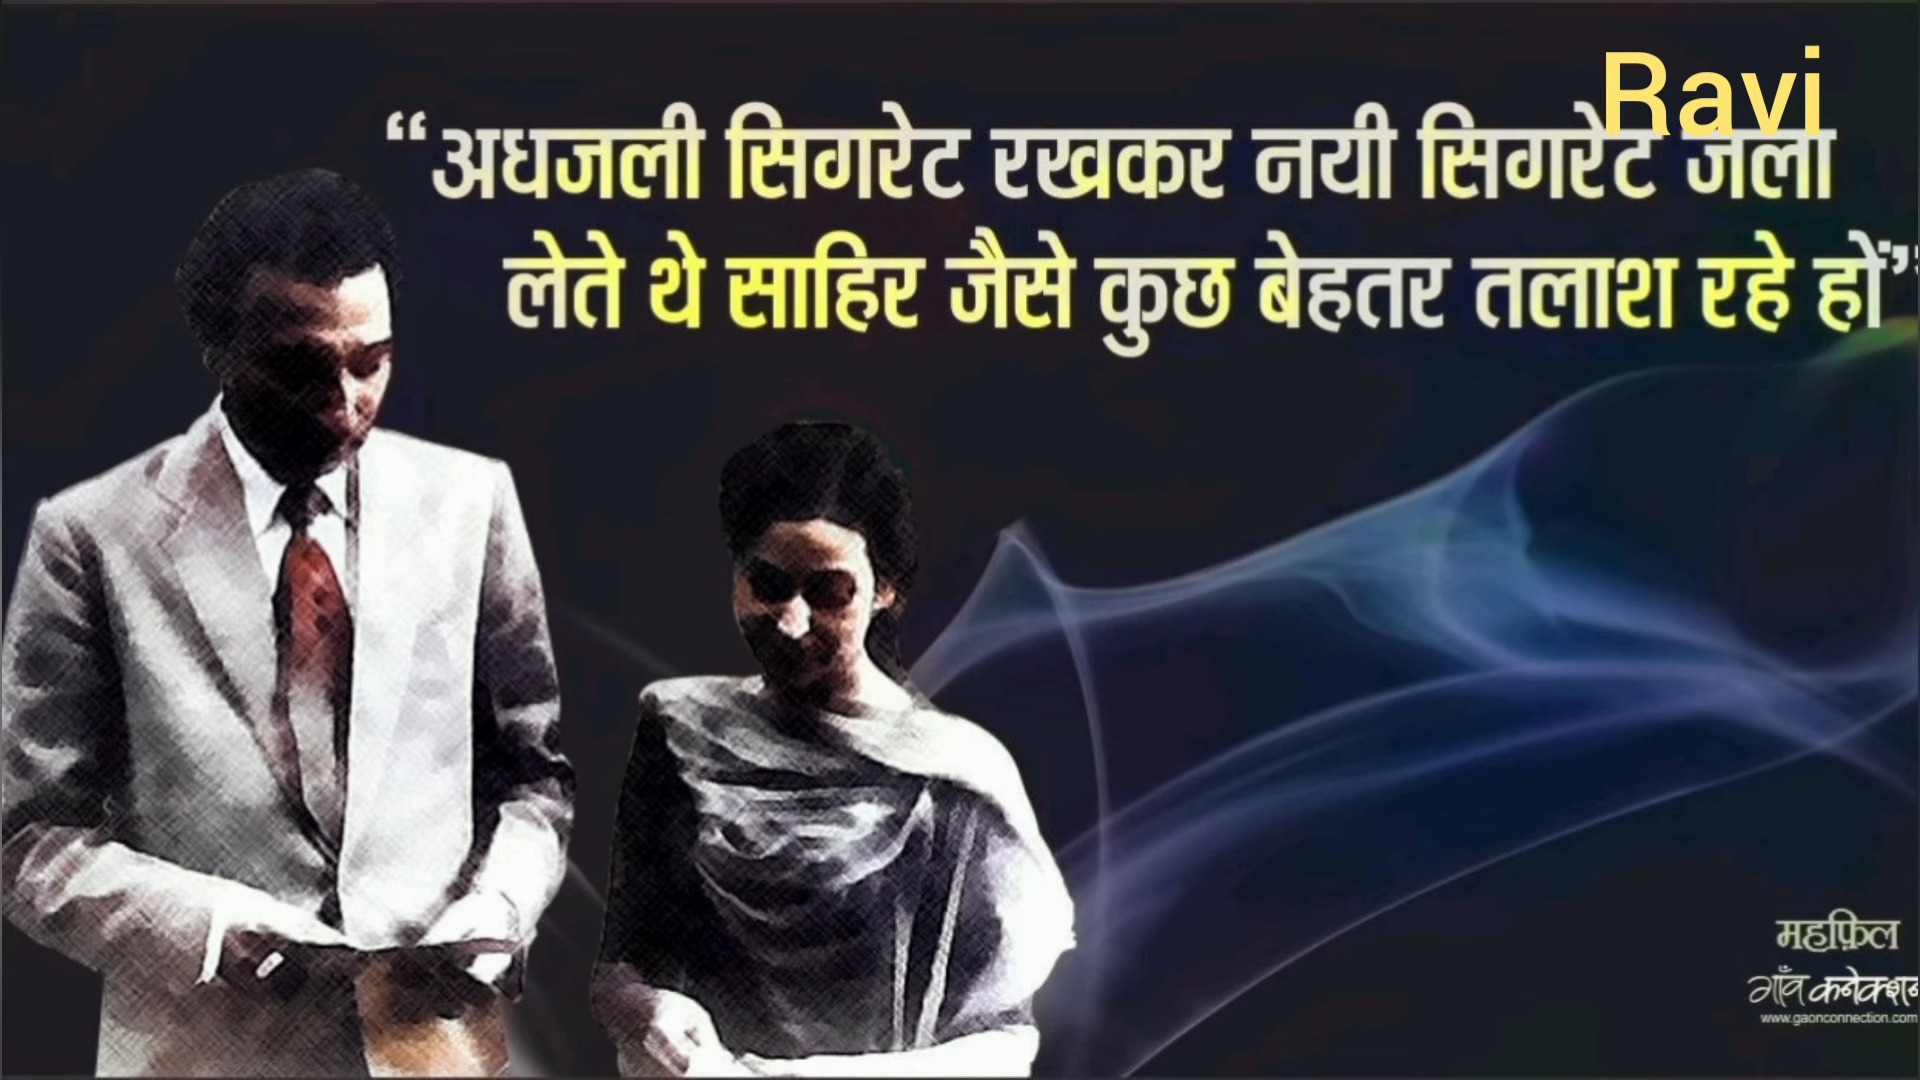 Ravi
“अधजली सिगरेट रखकर नयी सिगरेट जला
लेते थे साहिर जैसे कुछ बेहतर तलाश रहे हों”
महफ़िल
गाँव कनेक्शन
www.gaonconnection.com